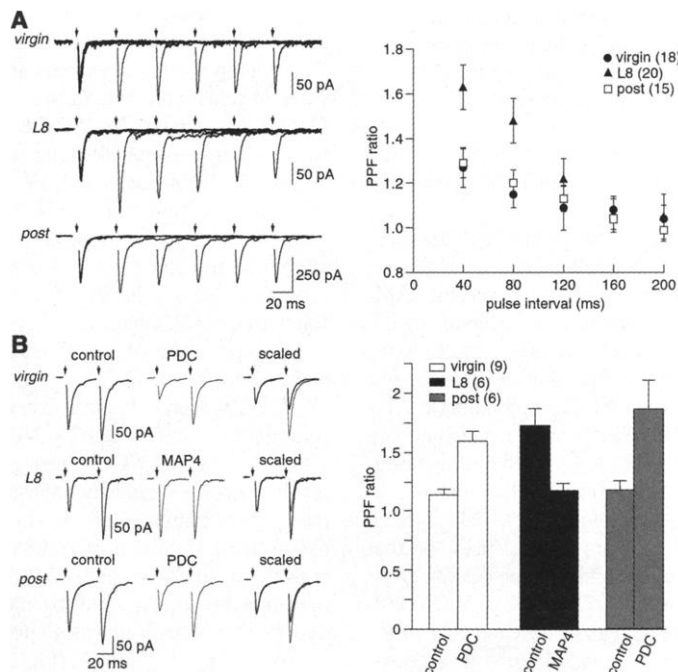 A
virgin
50 pA
L8
50 pA
post
250 pA
20 ms
PPF ratio
1.8
1.6
1.4
1.2
1.0
0.8
0 40 80 120 160 200
pulse interval (ms)
virgin (18)
L8 (20)
post (15)
B
control PDC scaled
virgin
50 pA
control MAP4 scaled
L8
50 pA
control PDC scaled
post
50 pA
20 ms
virgin (9)
L8 (6)
post (6)
PPF ratio
2
1.5
1.0
0.5
0
control PDC control MAP4 control PDC